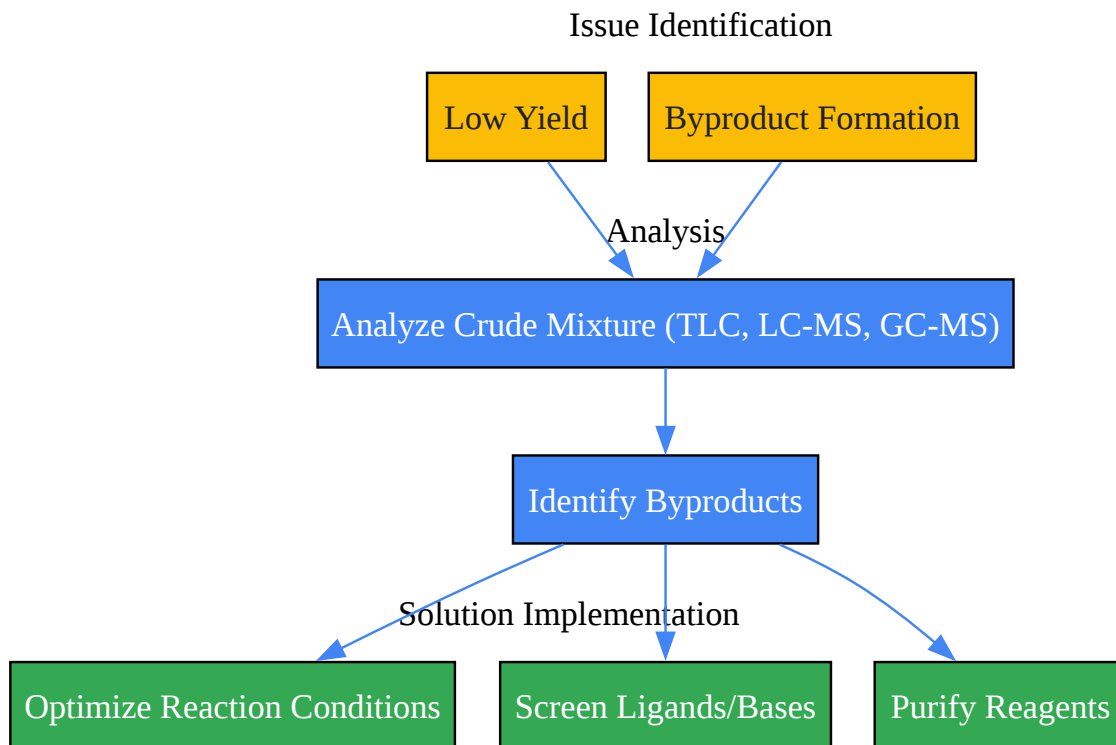 Issue Identification
Low Yield
Byproduct Formation
Analysis
Analyze Crude Mixture (TLC, LC-MS, GC-MS)
Identify Byproducts
Solution Implementation
Optimize Reaction Conditions
Screen Ligands/Bases
Purify Reagents